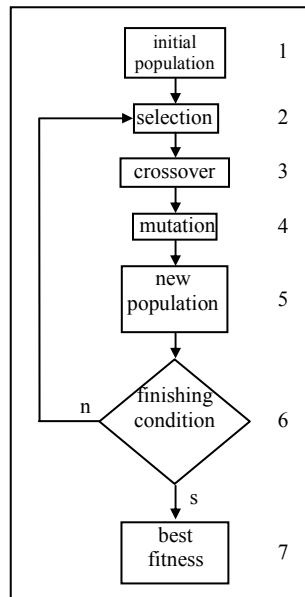 initial
population
1
selection
2
crossover
3
mutation
4
new
population
5
finishing
condition
6
n
s
best
fitness
7